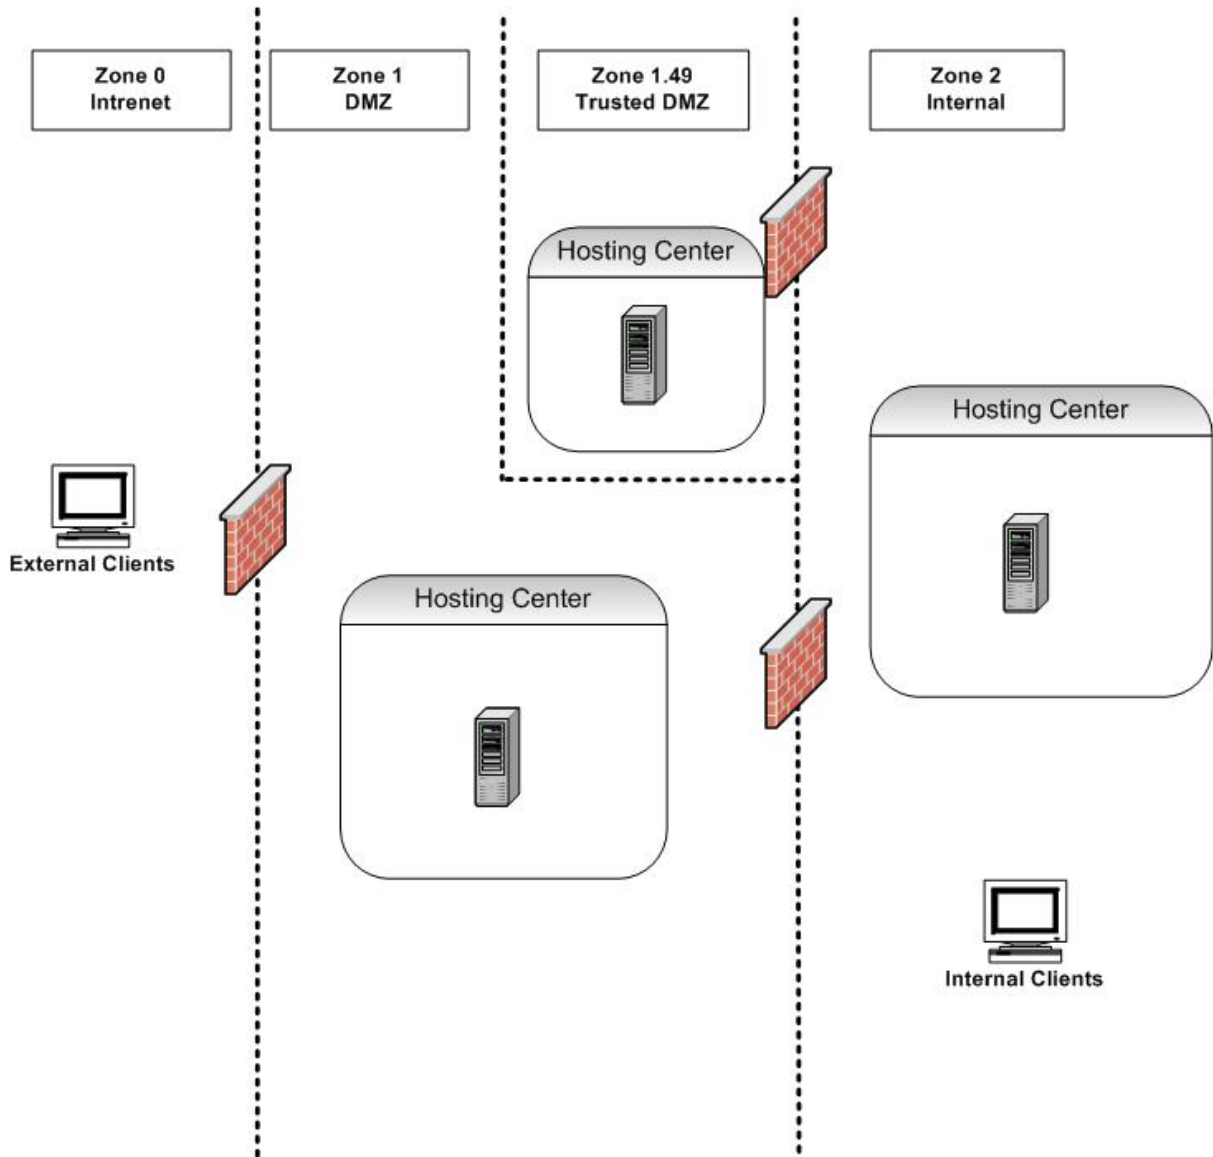 Zone 0
Intrenet
Zone 1
DMZ
Zone 1.49
Trusted DMZ
Zone 2
Internal
Hosting Center
Hosting Center
External Clients
Hosting Center
Internal Clients